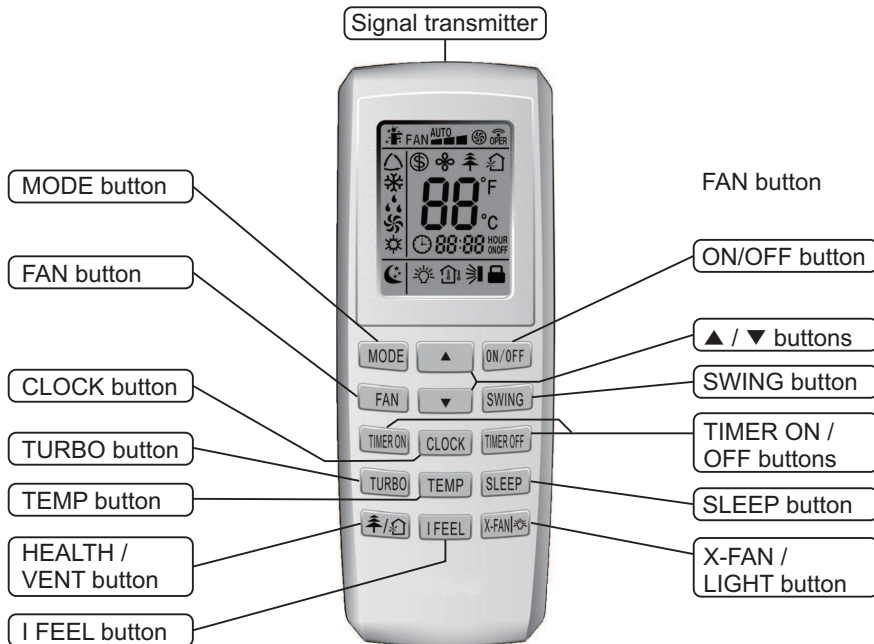 Signal transmitter
FAN AUTO OPER
°F
88
°C
88:88 HOUR
ON OFF
MODE button
FAN button
FAN button
ON/OFF button
▲ / ▼ buttons
CLOCK button
SWING button
TURBO button
TIMER ON /
OFF buttons
TEMP button
SLEEP button
HEALTH /
VENT button
X-FAN /
LIGHT button
I FEEL button
MODE ▲ ON/OFF
FAN ▼ SWING
TIMER ON CLOCK TIMER OFF
TURBO TEMP SLEEP
/ I FEEL X-FAN